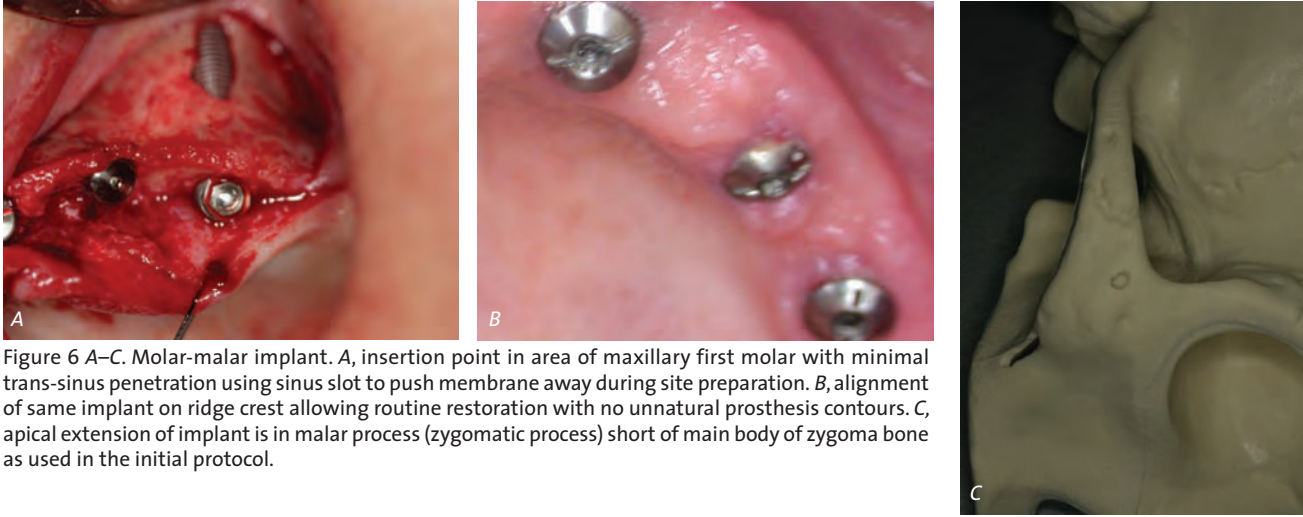 A
B
C
Figure 6 A–C. Molar-malar implant. A, insertion point in area of maxillary first molar with minimal
trans-sinus penetration using sinus slot to push membrane away during site preparation. B, alignment
of same implant on ridge crest allowing routine restoration with no unnatural prosthesis contours. C,
apical extension of implant is in malar process (zygomatic process) short of main body of zygoma bone
as used in the initial protocol.